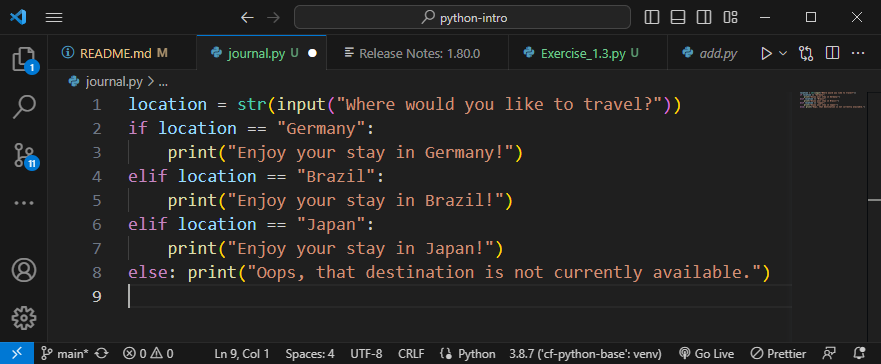 python-intro
README.md M
journal.py U
Release Notes: 1.80.0
Exercise_1.3.py U
add.py
journal.py > ...
1 location = str(input("Where would you like to travel?"))
2 if location == "Germany":
3     print("Enjoy your stay in Germany!")
4 elif location == "Brazil":
5     print("Enjoy your stay in Brazil!")
6 elif location == "Japan":
7     print("Enjoy your stay in Japan!")
8 else: print("Oops, that destination is not currently available.")
9
1
11
main* 0 0 Ln 9, Col 1 Spaces: 4 UTF-8 CRLF Python 3.8.7 ('cf-python-base': venv) Go Live Prettier